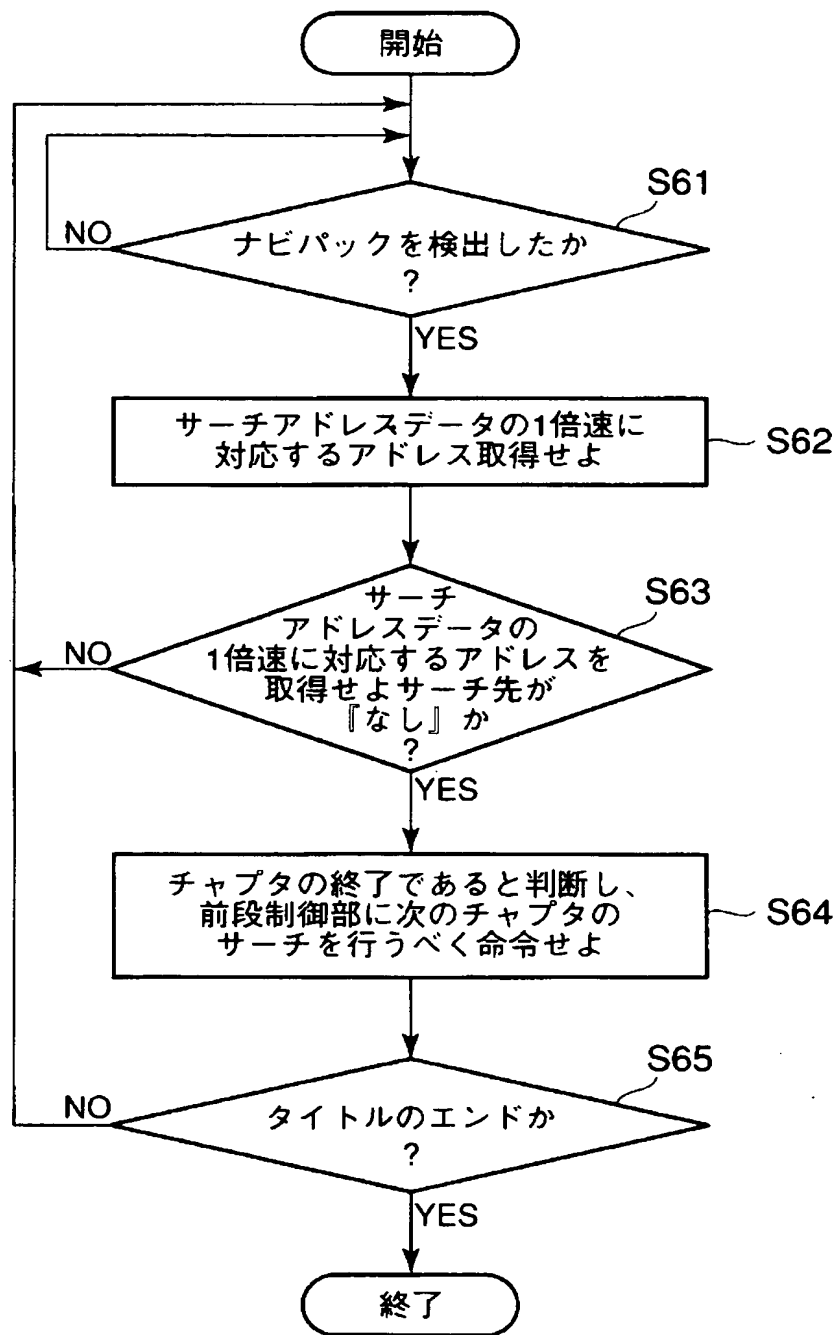 開始
S61
NO
ナビパックを検出したか
?
YES
サーチアドレスデータの1倍速に
対応するアドレス取得せよ
S62
サーチ
S63
アドレスデータの
NO
1倍速に対応するアドレスを
取得せよサーチ先が
『なし』か
?
YES
チャプタの終了であると判断し、
前段制御部に次のチャプタの
サーチを行うべく命令せよ
S64
S65
NO
タイトルのエンドか
?
YES
終了